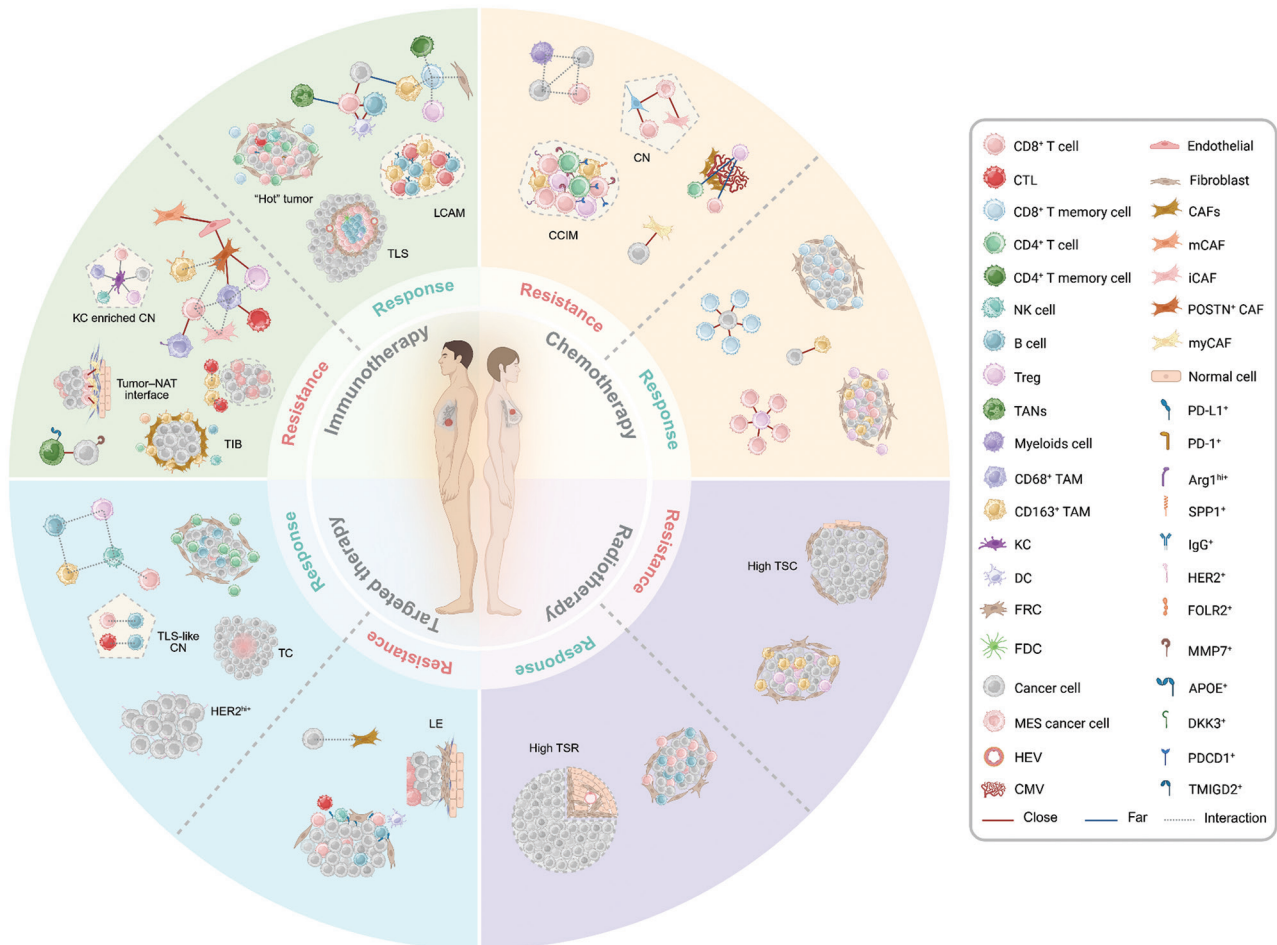 "Hot" tumor
LCAM
TLS
KC enriched CN
Tumor–NAT
interface
TIB
Response
Resistance
Immunotherapy
CN
CCIM
Resistance
Response
Chemotherapy
Response
Resistance
Targeted therapy
TLS-like
CN
TC
HER2ʰⁱ⁺
LE
Resistance
Response
Radiotherapy
High TSC
High TSR
CD8⁺ T cell
CTL
CD8⁺ T memory cell
CD4⁺ T cell
CD4⁺ T memory cell
NK cell
B cell
Treg
TANs
Myeloids cell
CD68⁺ TAM
CD163⁺ TAM
KC
DC
FRC
FDC
Cancer cell
MES cancer cell
HEV
CMV
Endothelial
Fibroblast
CAFs
mCAF
iCAF
POSTN⁺ CAF
myCAF
Normal cell
PD-L1⁺
PD-1⁺
Arg1ʰⁱ⁺
SPP1⁺
IgG⁺
HER2⁺
FOLR2⁺
MMP7⁺
APOE⁺
DKK3⁺
PDCD1⁺
TMIGD2⁺
Close
Far
Interaction